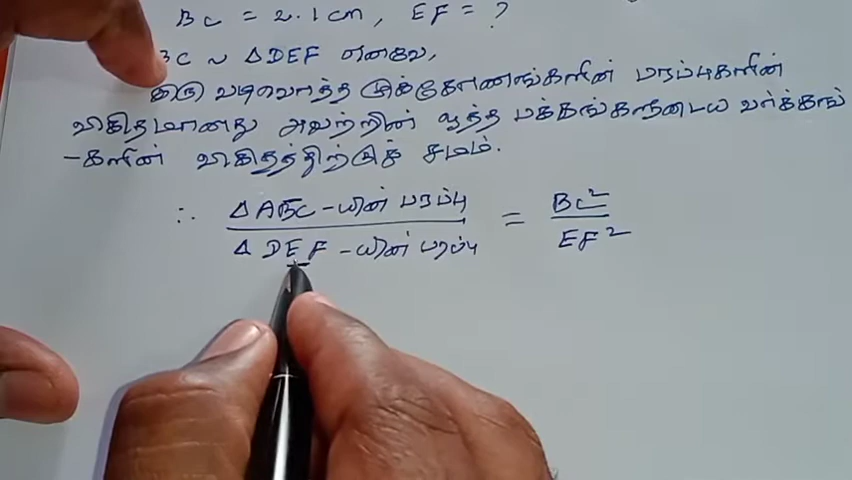 BC = 2.1 cm, EF = ?
BC ~ ΔDEF எனவே,
இரு வடிவொத்த முக்கோணங்களின் பரப்புகளின்
விகிதமானது அவற்றின் ஒத்த பக்கங்களினுடைய வர்க்கங்
-களின் விகிதத்திற்குச் சமம்.
∴ ΔABC-யின் பரப்பு / ΔDEF-யின் பரப்பு = BC² / EF²